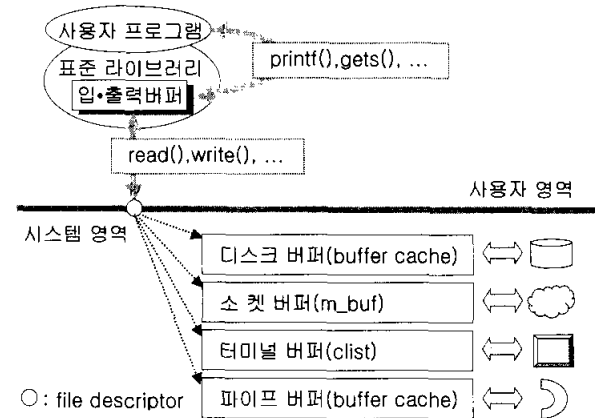 사용자 프로그램
표준 라이브러리
입•출력버퍼
printf(),gets(), ...
read(),write(), ...
사용자 영역
시스템 영역
디스크 버퍼(buffer cache)
소 켓 버퍼(m_buf)
터미널 버퍼(clist)
파이프 버퍼(buffer cache)
○: file descriptor